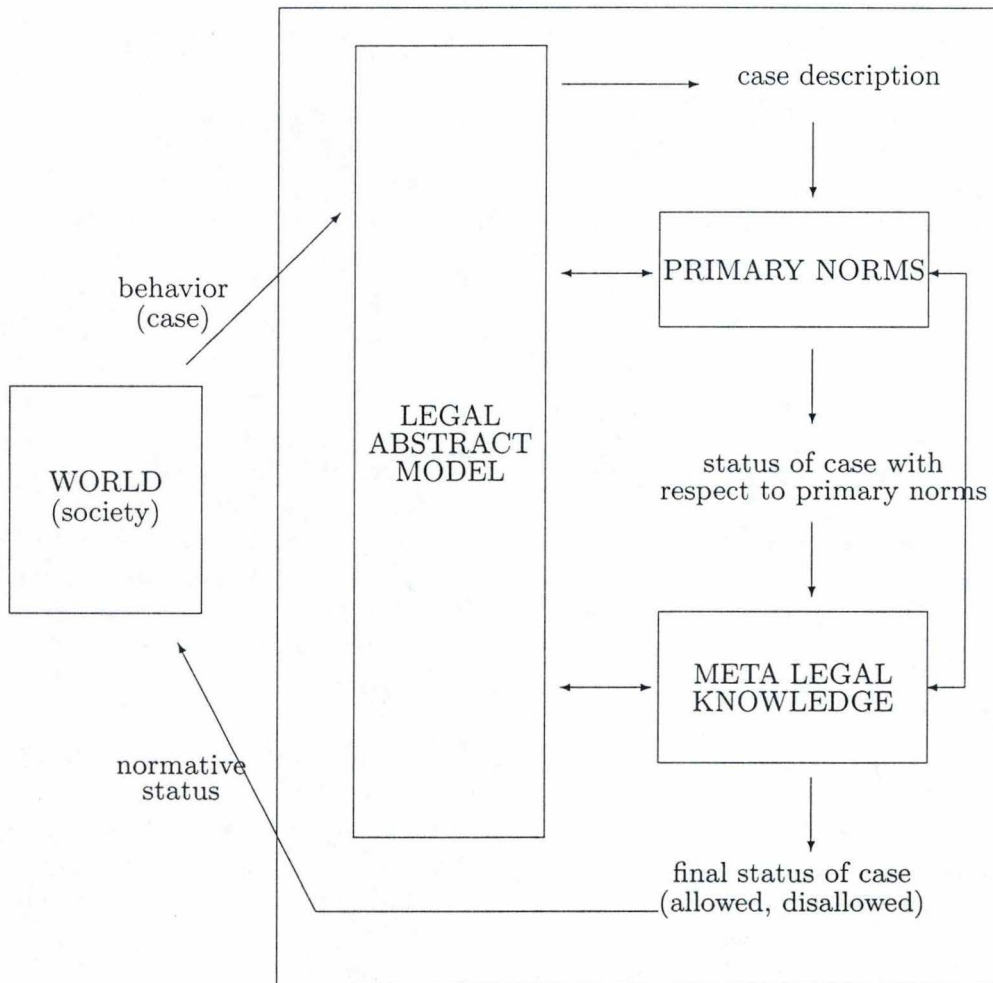 case description
PRIMARY NORMS
behavior
(case)
LEGAL
ABSTRACT
MODEL
WORLD
(society)
status of case with
respect to primary norms
META LEGAL
KNOWLEDGE
normative
status
final status of case
(allowed, disallowed)